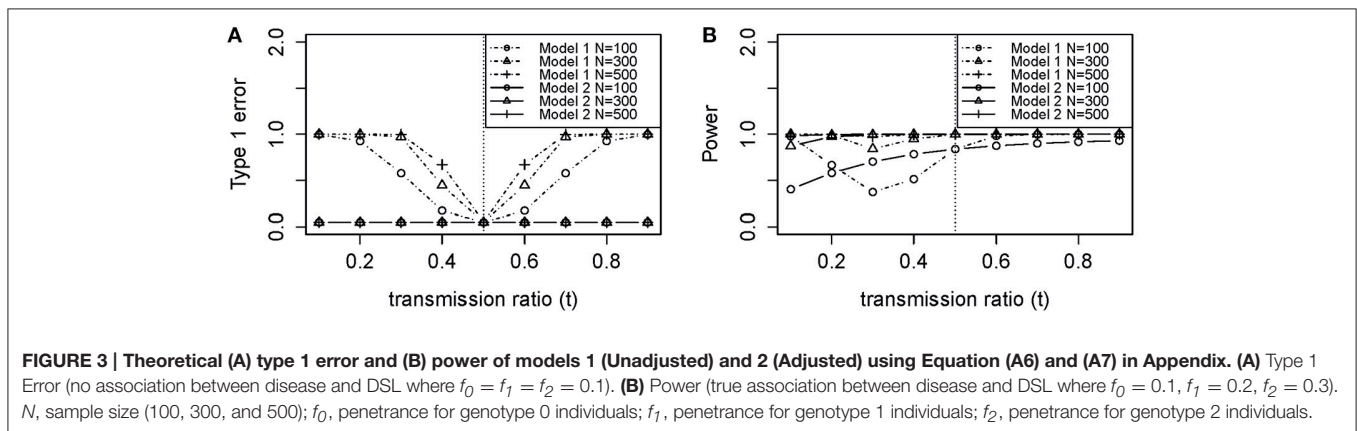 A
2.0
1.0
0.0
Type 1 error
Model 1 N=100
Model 1 N=300
Model 1 N=500
Model 2 N=100
Model 2 N=300
Model 2 N=500
0.2 0.4 0.6 0.8
transmission ratio (t)
B
2.0
1.0
0.0
Power
Model 1 N=100
Model 1 N=300
Model 1 N=500
Model 2 N=100
Model 2 N=300
Model 2 N=500
0.2 0.4 0.6 0.8
transmission ratio (t)
FIGURE 3 | Theoretical (A) type 1 error and (B) power of models 1 (Unadjusted) and 2 (Adjusted) using Equation (A6) and (A7) in Appendix. (A) Type 1
Error (no association between disease and DSL where f0 = f1 = f2 = 0.1). (B) Power (true association between disease and DSL where f0 = 0.1, f1 = 0.2, f2 = 0.3).
N, sample size (100, 300, and 500); f0, penetrance for genotype 0 individuals; f1, penetrance for genotype 1 individuals; f2, penetrance for genotype 2 individuals.